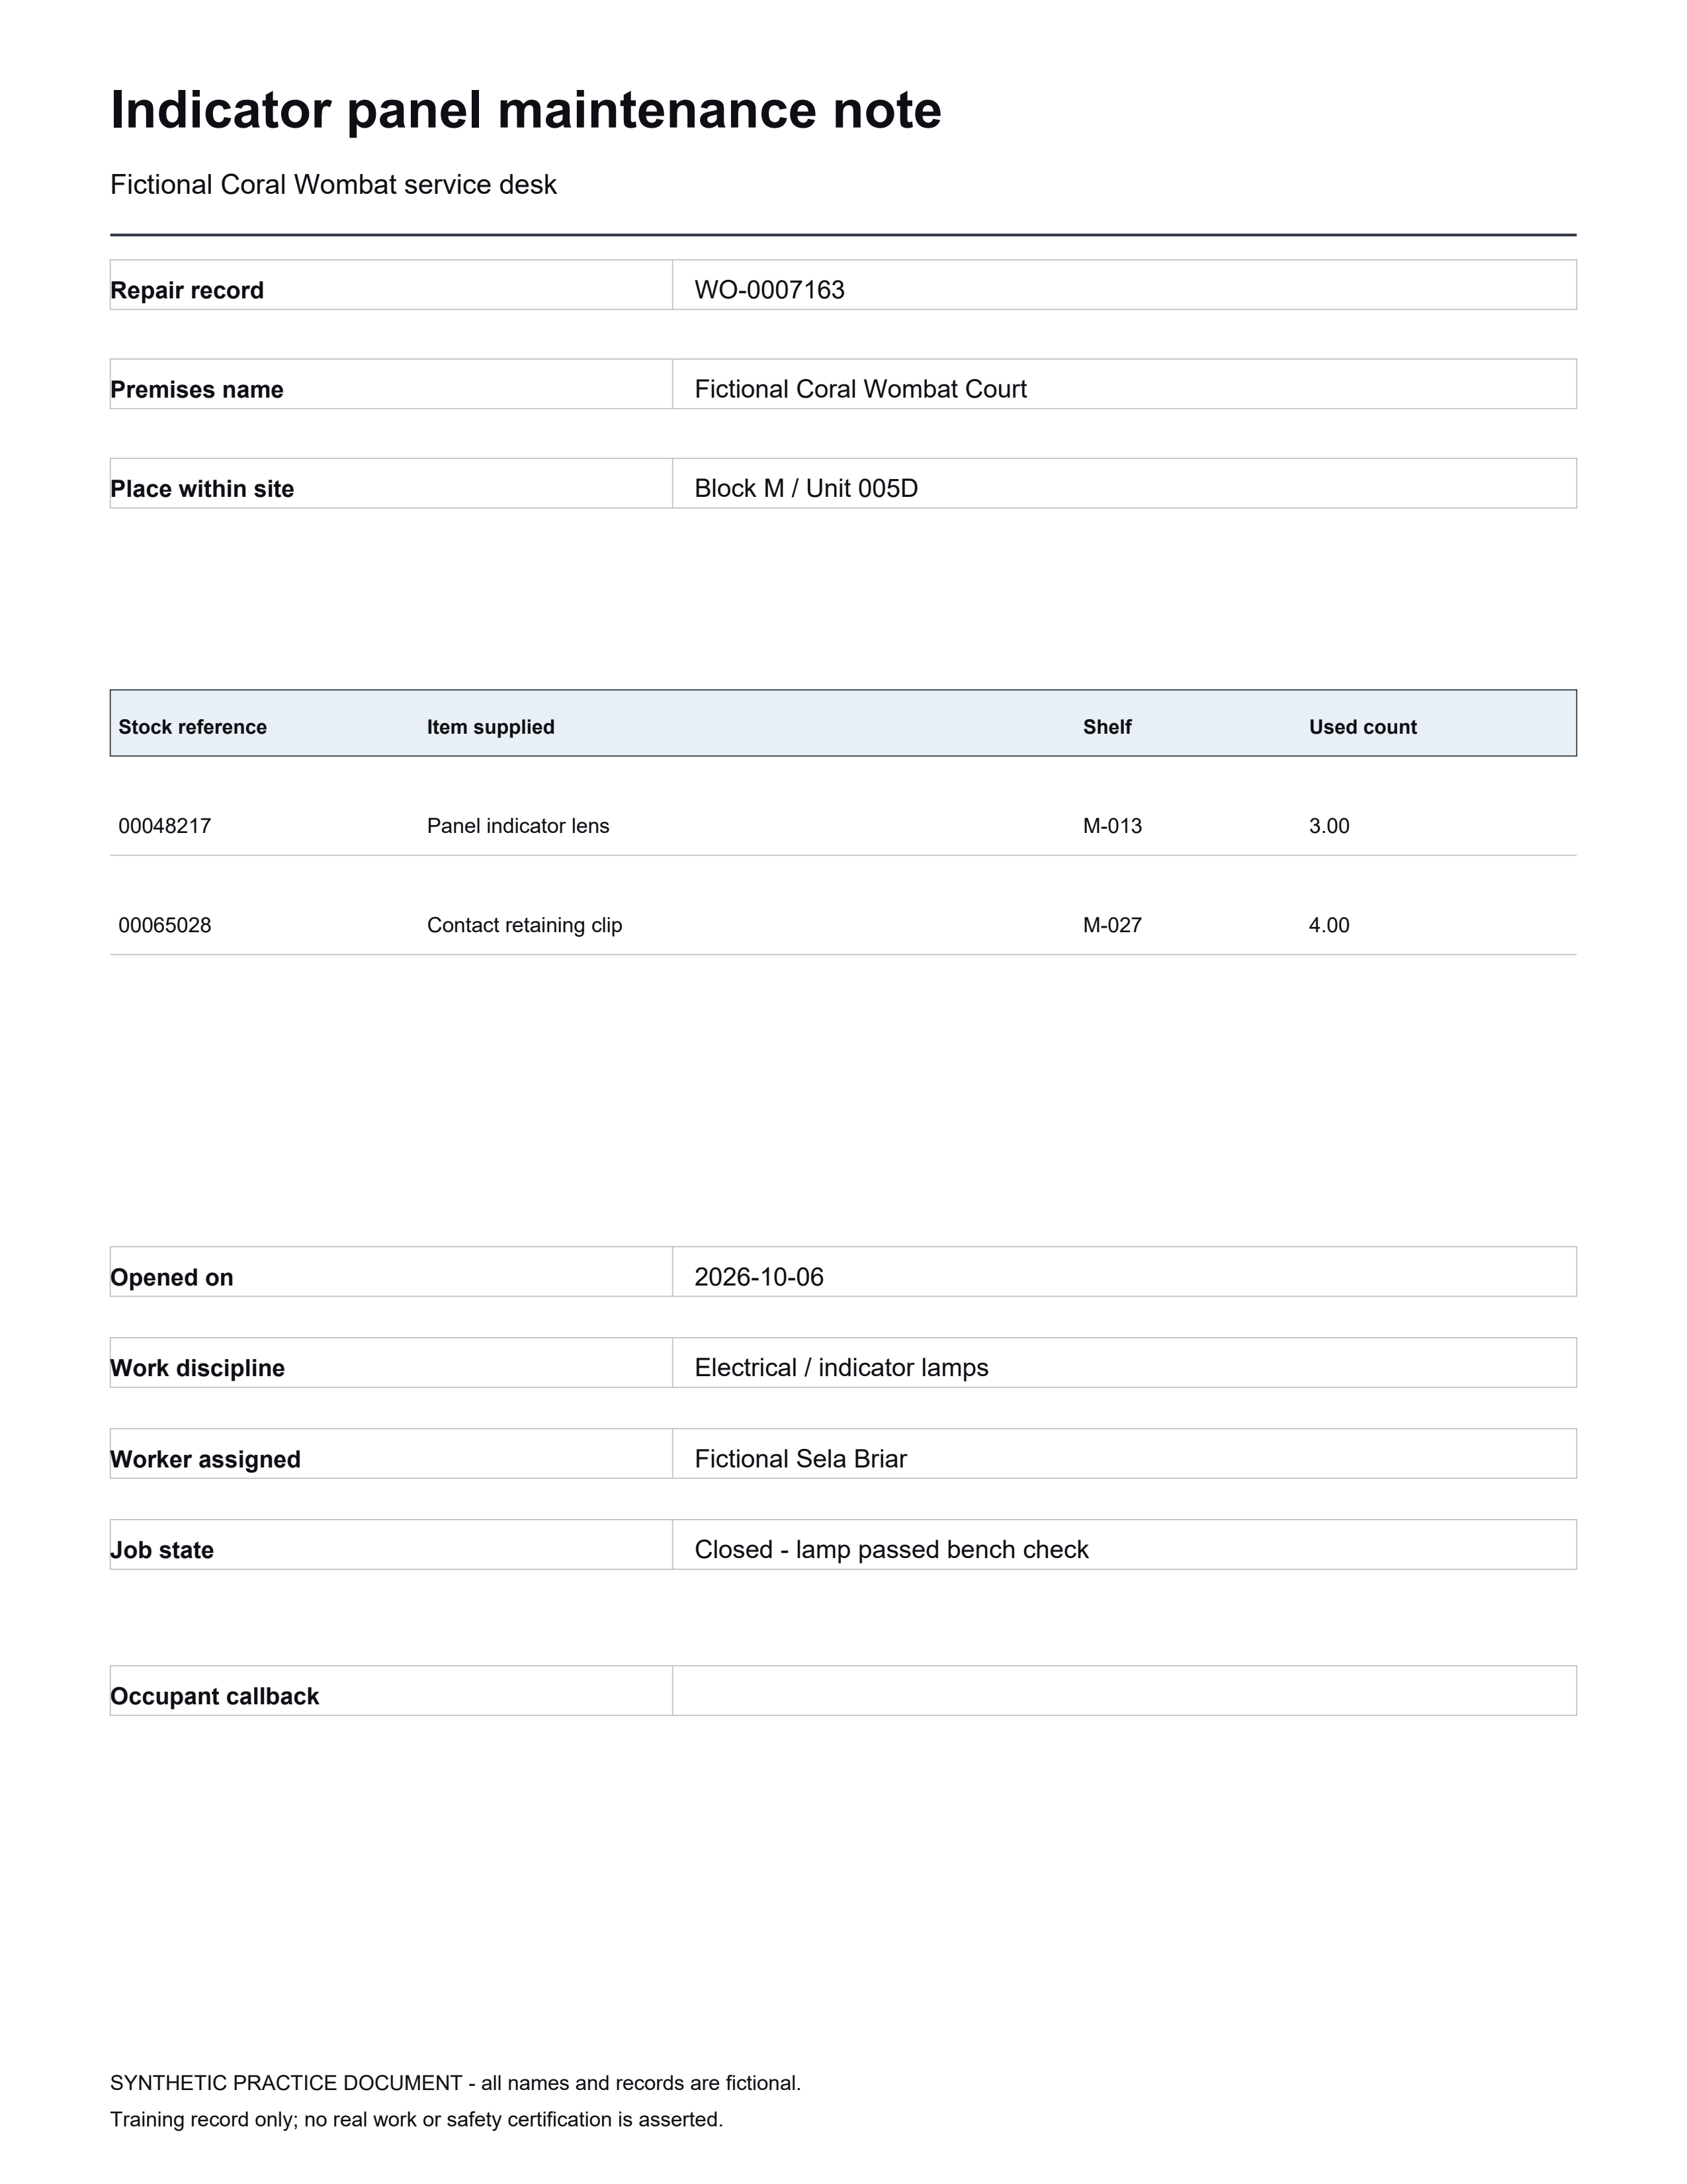 Indicator panel maintenance note
Fictional Coral Wombat service desk
Repair record WO-0007163
Premises name Fictional Coral Wombat Court
Place within site Block M / Unit 005D
Stock reference Item supplied Shelf Used count
00048217 Panel indicator lens M-013 3.00
00065028 Contact retaining clip M-027 4.00
Opened on 2026-10-06
Work discipline Electrical / indicator lamps
Worker assigned Fictional Sela Briar
Job state Closed - lamp passed bench check
Occupant callback
SYNTHETIC PRACTICE DOCUMENT - all names and records are fictional.
Training record only; no real work or safety certification is asserted.